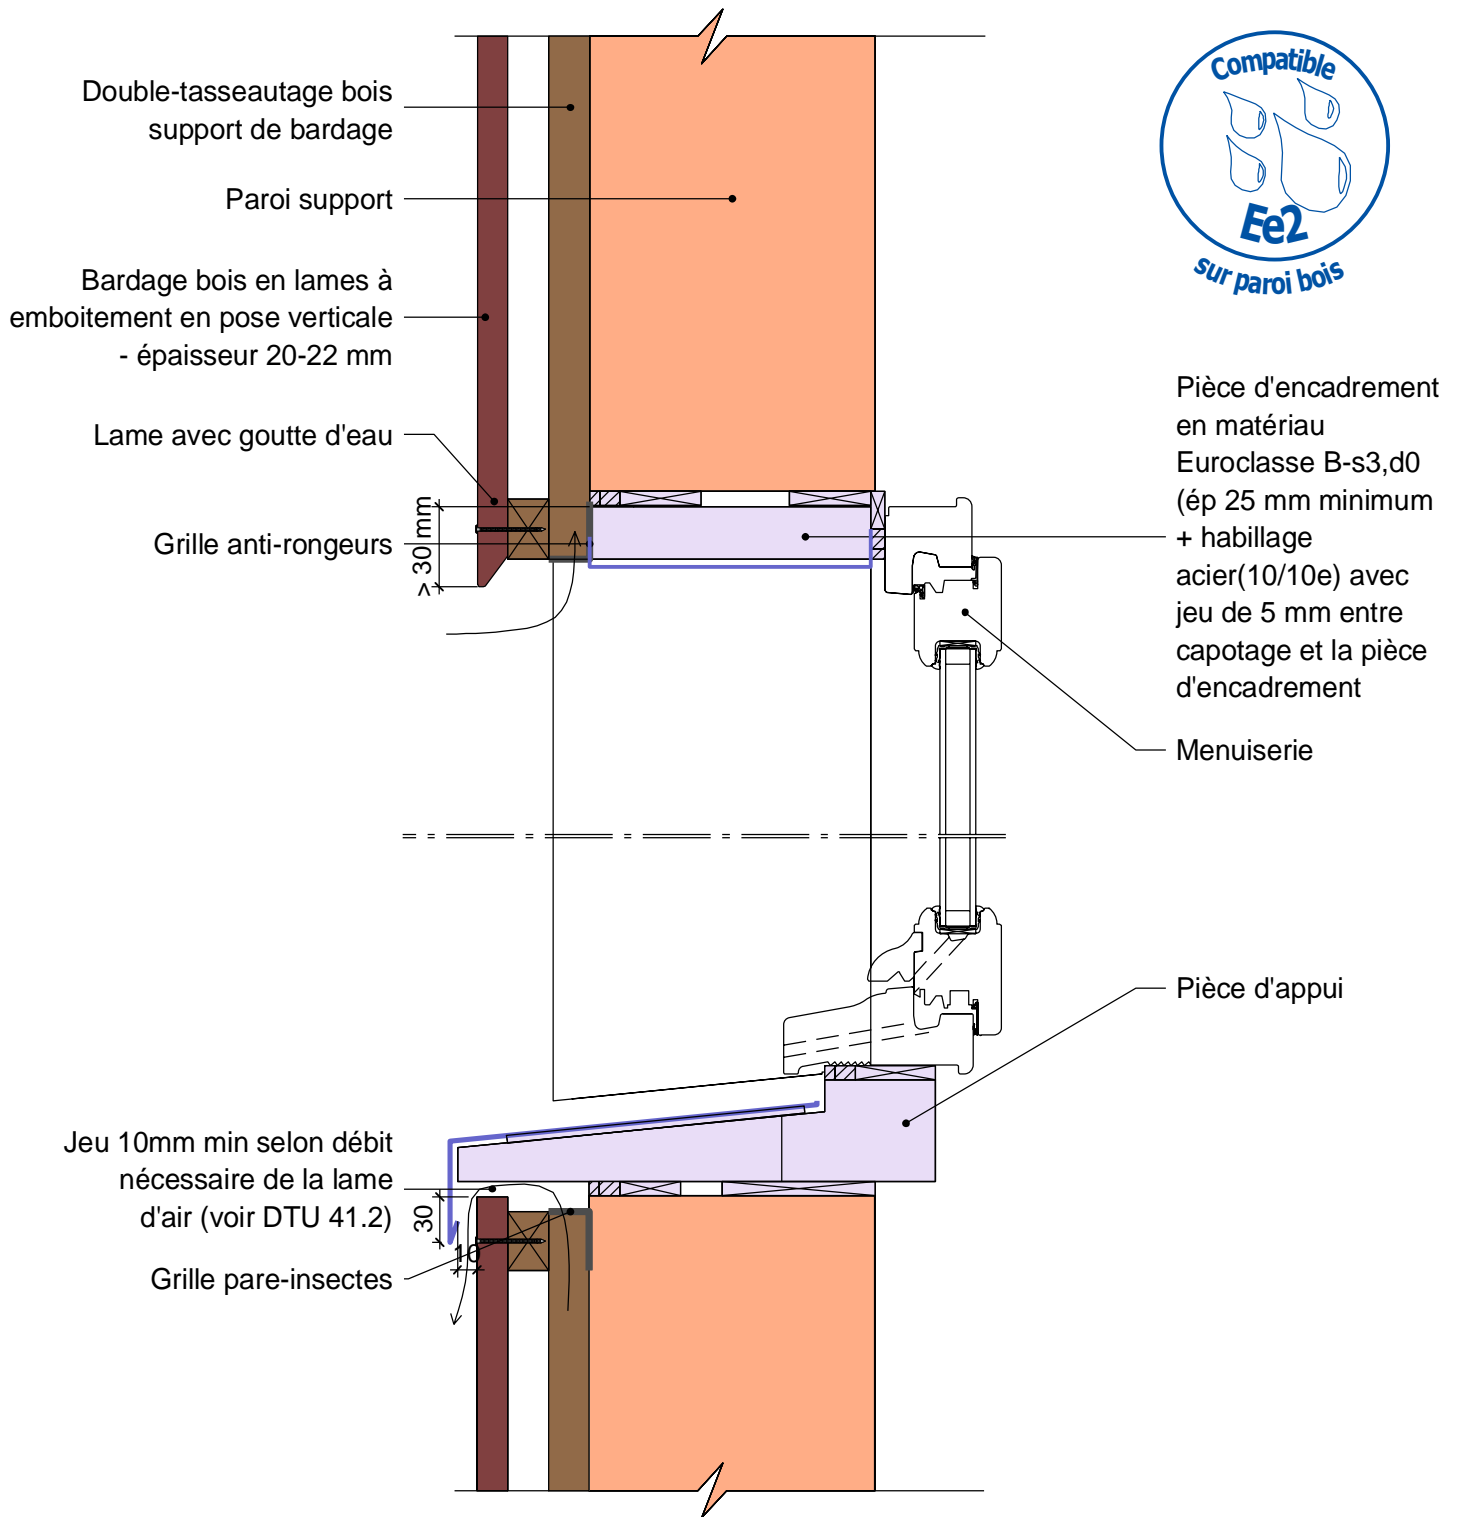 Double-tasseautage bois
support de bardage
Paroi support
Bardage bois en lames à
emboitement en pose verticale
- épaisseur 20-22 mm
Lame avec goutte d'eau
> 30 mm
Grille anti-rongeurs
Compatible
Ee2
sur paroi bois
Pièce d'encadrement
en matériau
Euroclasse B-s3,d0
(ép 25 mm minimum
+ habillage
acier(10/10e) avec
jeu de 5 mm entre
capotage et la pièce
d'encadrement
Menuiserie
Pièce d'appui
Jeu 10mm min selon débit
nécessaire de la lame
d'air (voir DTU 41.2)
30
10
Grille pare-insectes